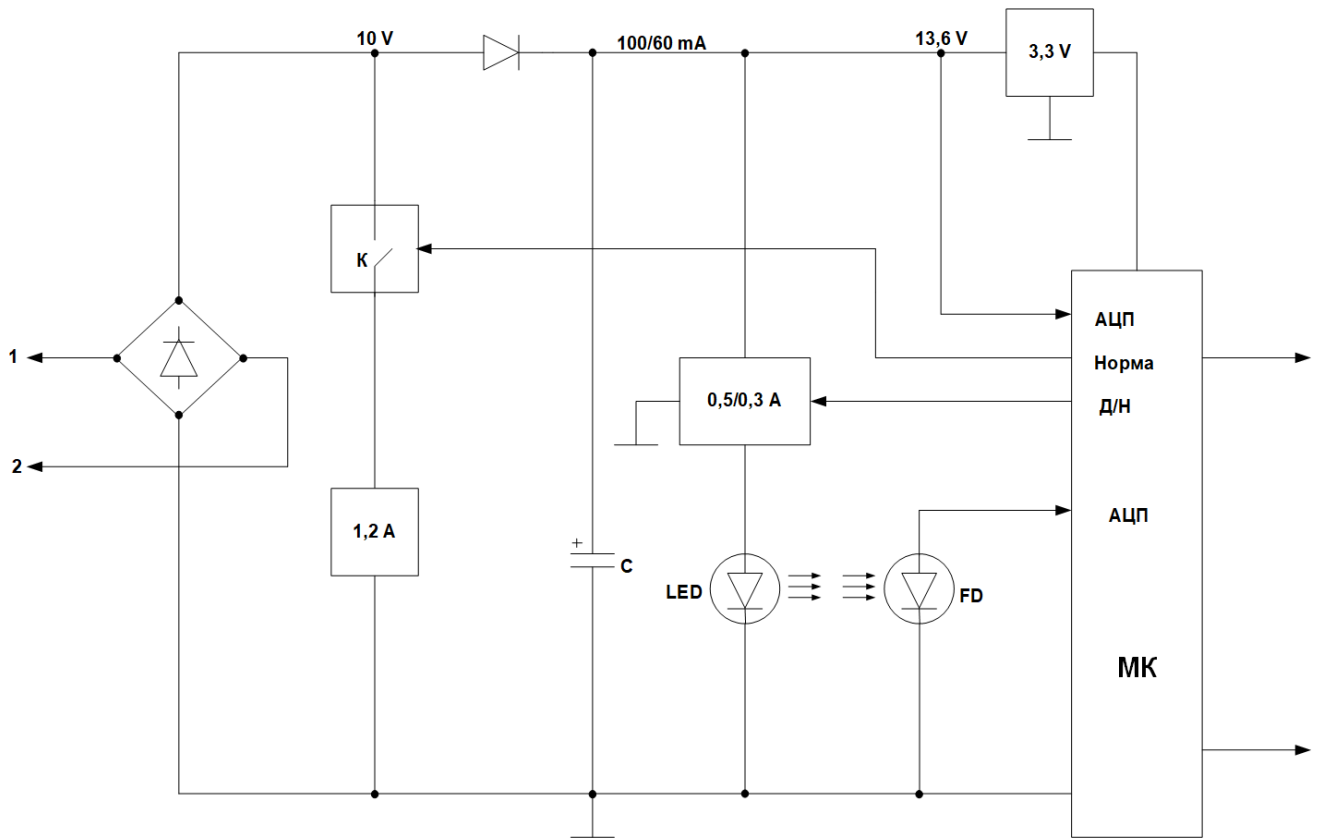 10 V
100/60 mA
13,6 V
3,3 V
К
АЦП
1
Норма
0,5/0,3 А
Д/Н
2
АЦП
1,2 А
+
С
LED
FD
МК